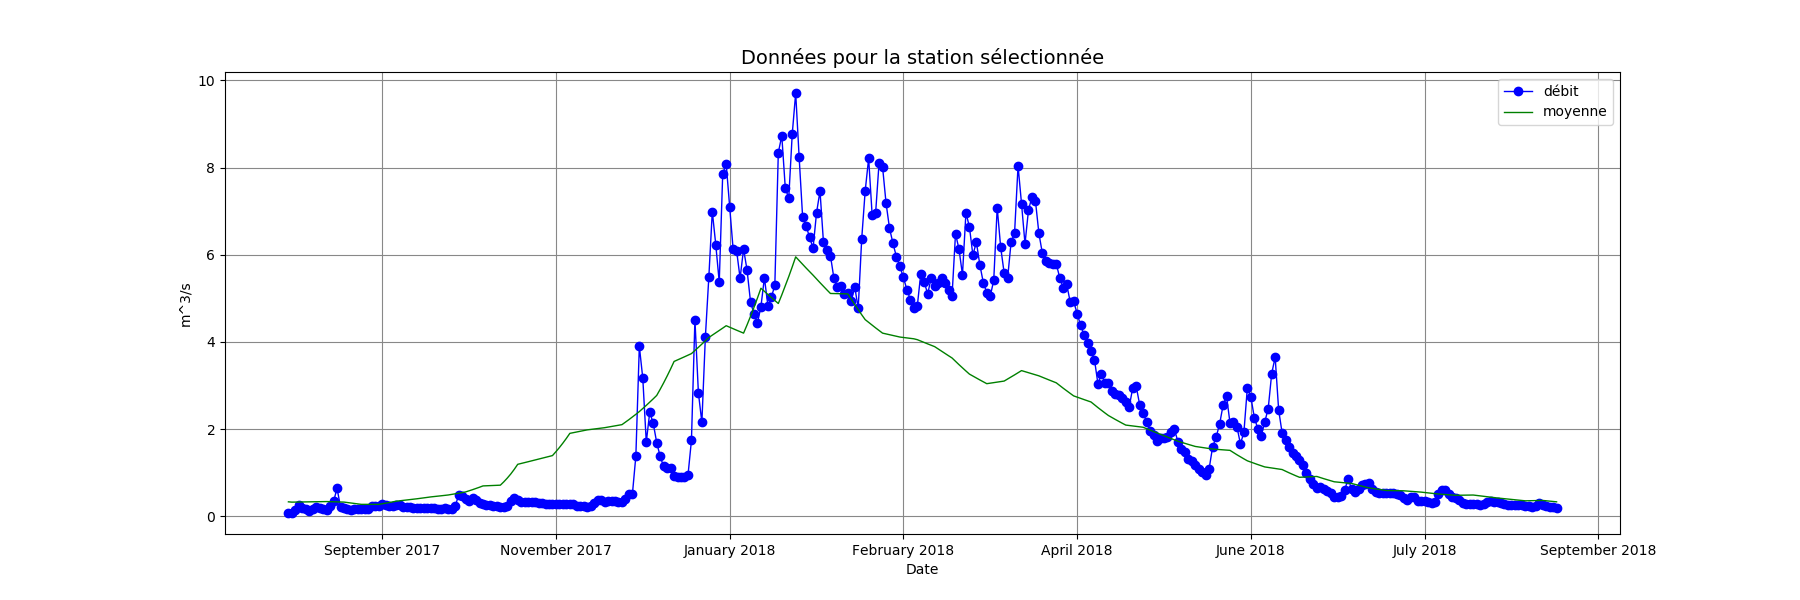 Données pour la station sélectionnée
10
8
6
4
2
0
m^3/s
débit
moyenne
September 2017
November 2017
January 2018
February 2018
April 2018
June 2018
July 2018
September 2018
Date